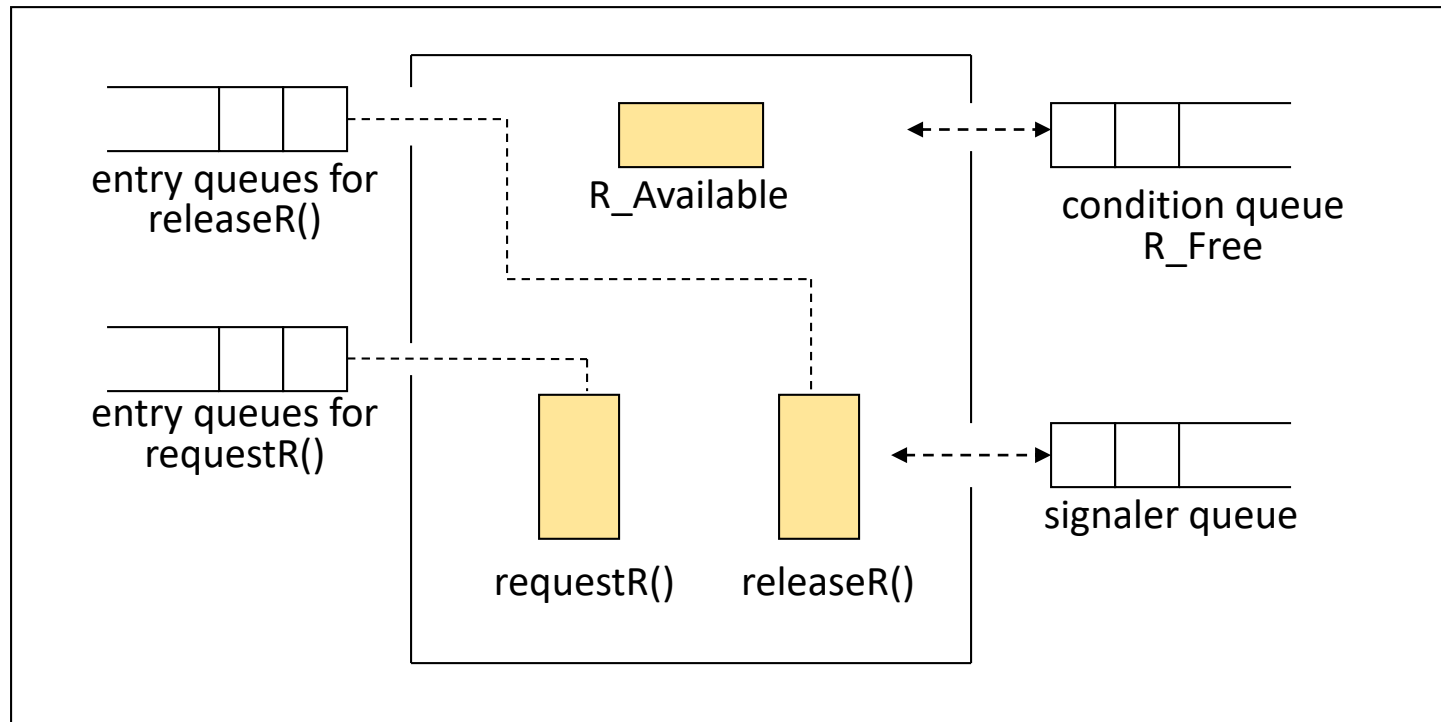 entry queues for
releaseR()
R_Available
condition queue
R_Free
entry queues for
requestR()
signaler queue
requestR()
releaseR()